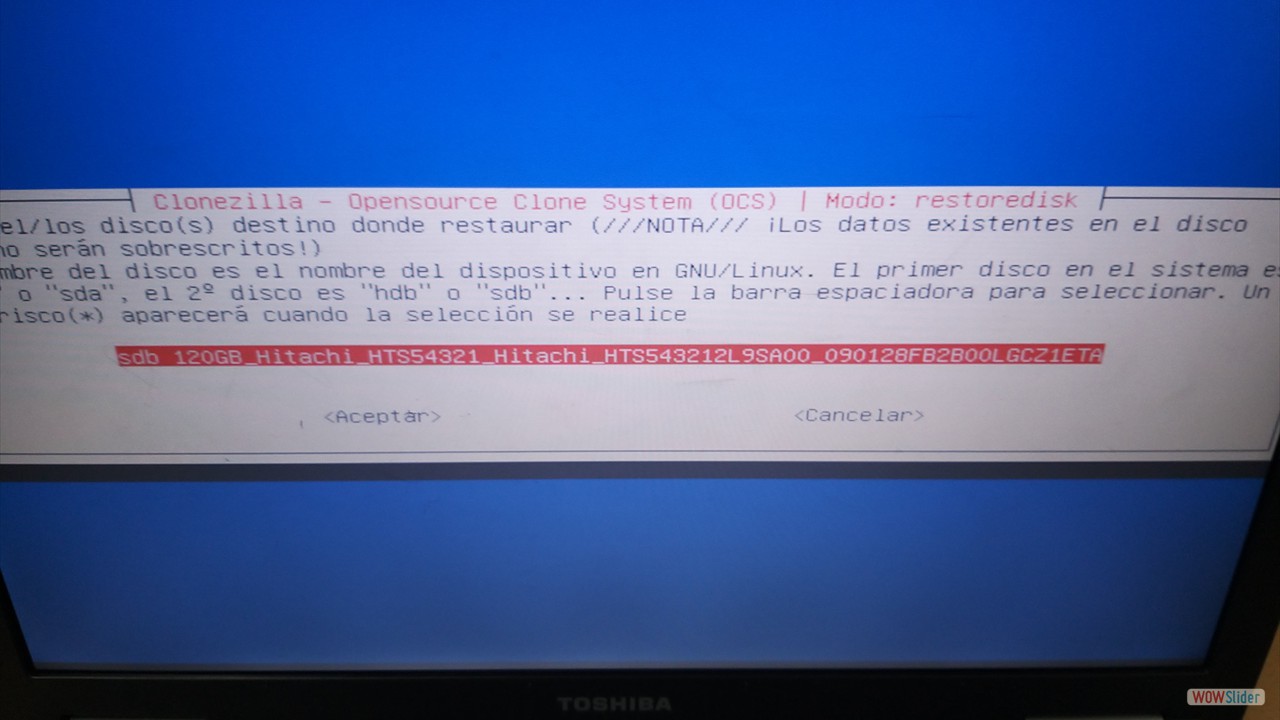 Clonezilla - Opensource Clone System (OCS) | Modo: restoredisk
el/los disco(s) destino donde restaurar (///NOTA/// ¡Los datos existentes en el disco
no serán sobrescritos!)
mbre del disco es el nombre del dispositivo en GNU/Linux. El primer disco en el sistema es
o "sda", el 2º disco es "hdb" o "sdb"... Pulse la barra espaciadora para seleccionar. Un
risco(*) aparecerá cuando la selección se realice
sdb 120GB_Hitachi_HTS54321_Hitachi_HTS543212L9SA00_090128FB2B00LGCZ1ETA
<Aceptar> <Cancelar>
TOSHIBA
WOWSlider